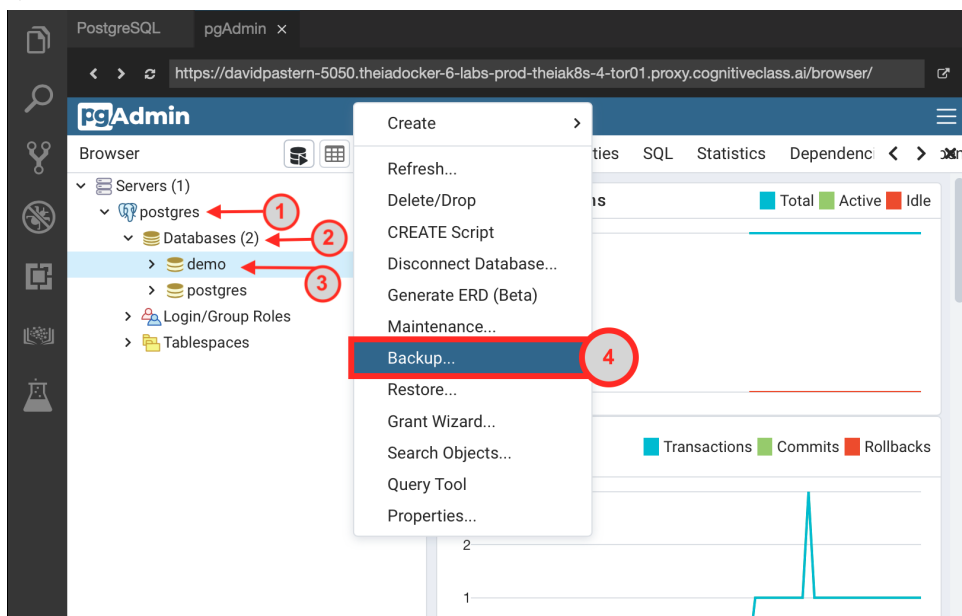 PostgreSQL pgAdmin ×
https://davidpastern-5050.theiadocker-6-labs-prod-theiak8s-4-tor01.proxy.cognitiveclass.ai/browser/
pgAdmin
Browser
ties SQL Statistics Dependenci
Servers (1)
postgres
1
Databases (2)
2
demo
3
postgres
Login/Group Roles
Tablespaces
Create
Refresh...
Delete/Drop
CREATE Script
Disconnect Database...
Generate ERD (Beta)
Maintenance...
Backup...
4
Restore...
Grant Wizard...
Search Objects...
Query Tool
Properties...
Total Active Idle
Transactions Commits Rollbacks
2
1